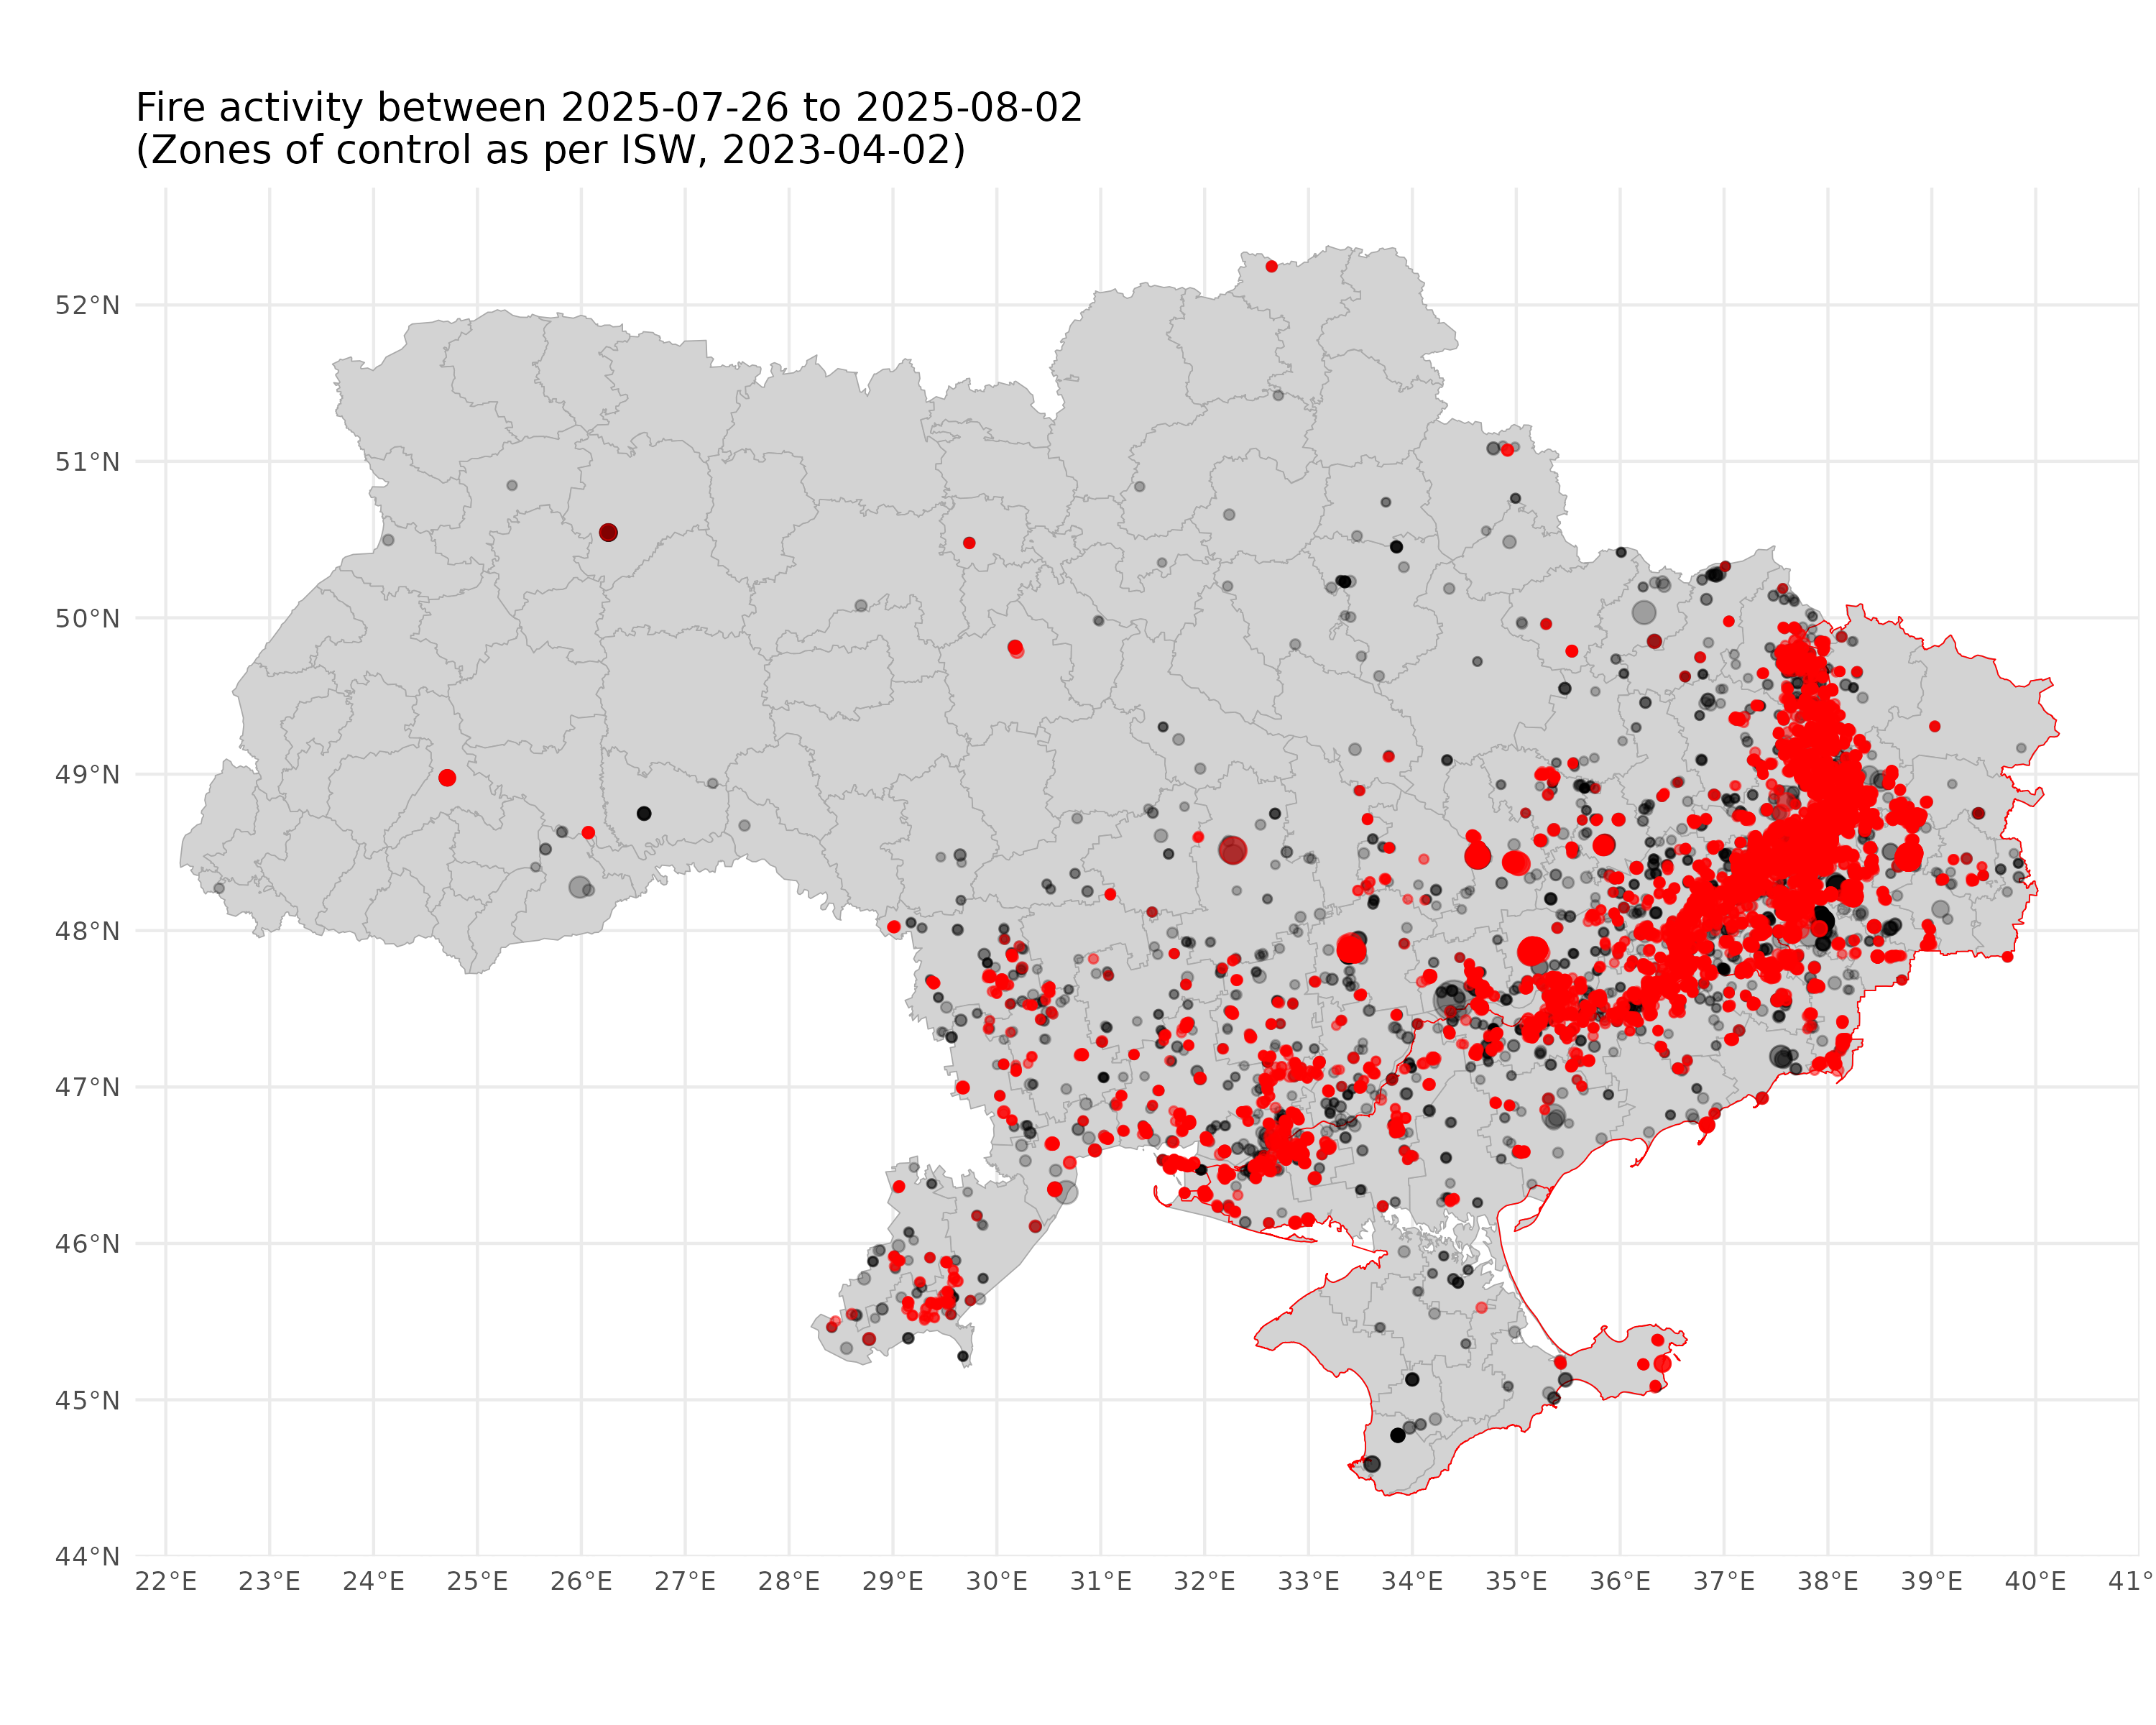 Fire activity between 2025-07-26 to 2025-08-02
(Zones of control as per ISW, 2023-04-02)
52°N
51°N
50°N
49°N
48°N
47°N
46°N
45°N
44°N
22°E 23°E 24°E 25°E 26°E 27°E 28°E 29°E 30°E 31°E 32°E 33°E 34°E 35°E 36°E 37°E 38°E 39°E 40°E 41°